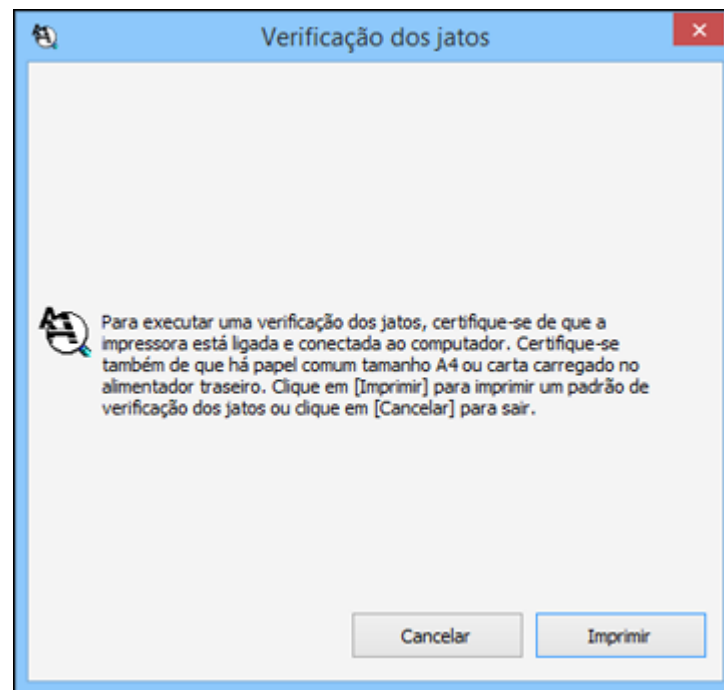 Verificação dos jatos
Para executar uma verificação dos jatos, certifique-se de que a
impressora está ligada e conectada ao computador. Certifique-se
também de que há papel comum tamanho A4 ou carta carregado no
alimentador traseiro. Clique em [Imprimir] para imprimir um padrão de
verificação dos jatos ou clique em [Cancelar] para sair.
Cancelar
Imprimir